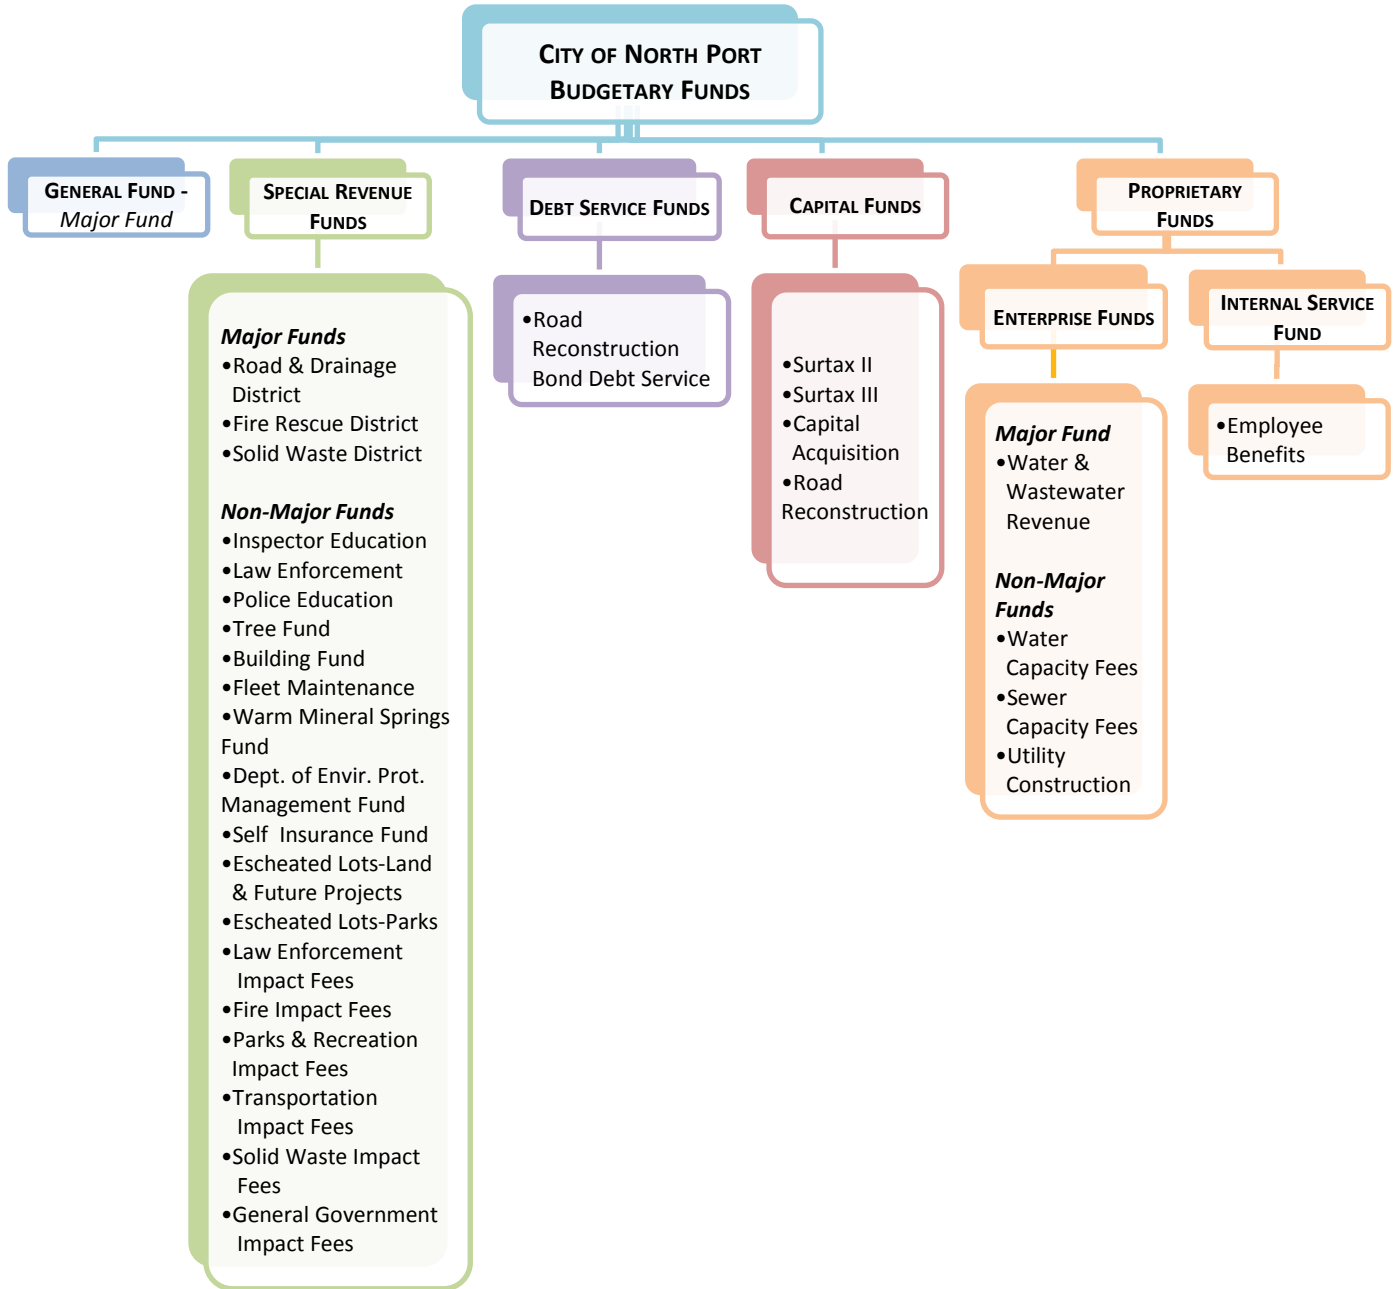 CITY OF NORTH PORT
BUDGETARY FUNDS
GENERAL FUND -
Major Fund
SPECIAL REVENUE
FUNDS
DEBT SERVICE FUNDS
CAPITAL FUNDS
PROPRIETARY
FUNDS
ENTERPRISE FUNDS
INTERNAL SERVICE
FUND
Major Funds
•Road & Drainage
District
•Fire Rescue District
•Solid Waste District
Non-Major Funds
•Inspector Education
•Law Enforcement
•Police Education
•Tree Fund
•Building Fund
•Fleet Maintenance
•Warm Mineral Springs
Fund
•Dept. of Envir. Prot.
Management Fund
•Self  Insurance Fund
•Escheated Lots-Land
& Future Projects
•Escheated Lots-Parks
•Law Enforcement
Impact Fees
•Fire Impact Fees
•Parks & Recreation
Impact Fees
•Transportation
Impact Fees
•Solid Waste Impact
Fees
•General Government
Impact Fees
•Road
Reconstruction
Bond Debt Service
•Surtax II
•Surtax III
•Capital
Acquisition
•Road
Reconstruction
Major Fund
•Water &
Wastewater
Revenue
Non-Major
Funds
•Water
Capacity Fees
•Sewer
Capacity Fees
•Utility
Construction
•Employee
Benefits